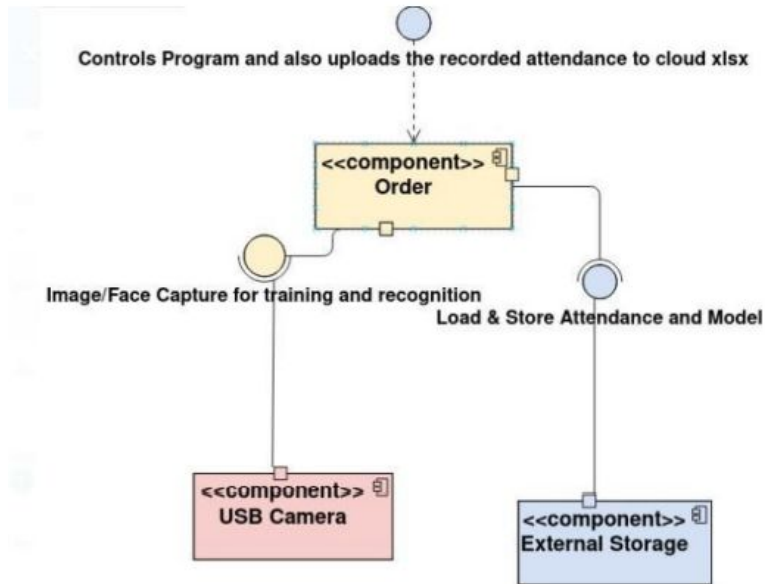 Controls Program and also uploads the recorded attendance to cloud xlsx
<<component>>
Order
Image/Face Capture for training and recognition
Load & Store Attendance and Model
<<component>>
USB Camera
<<component>>
External Storage